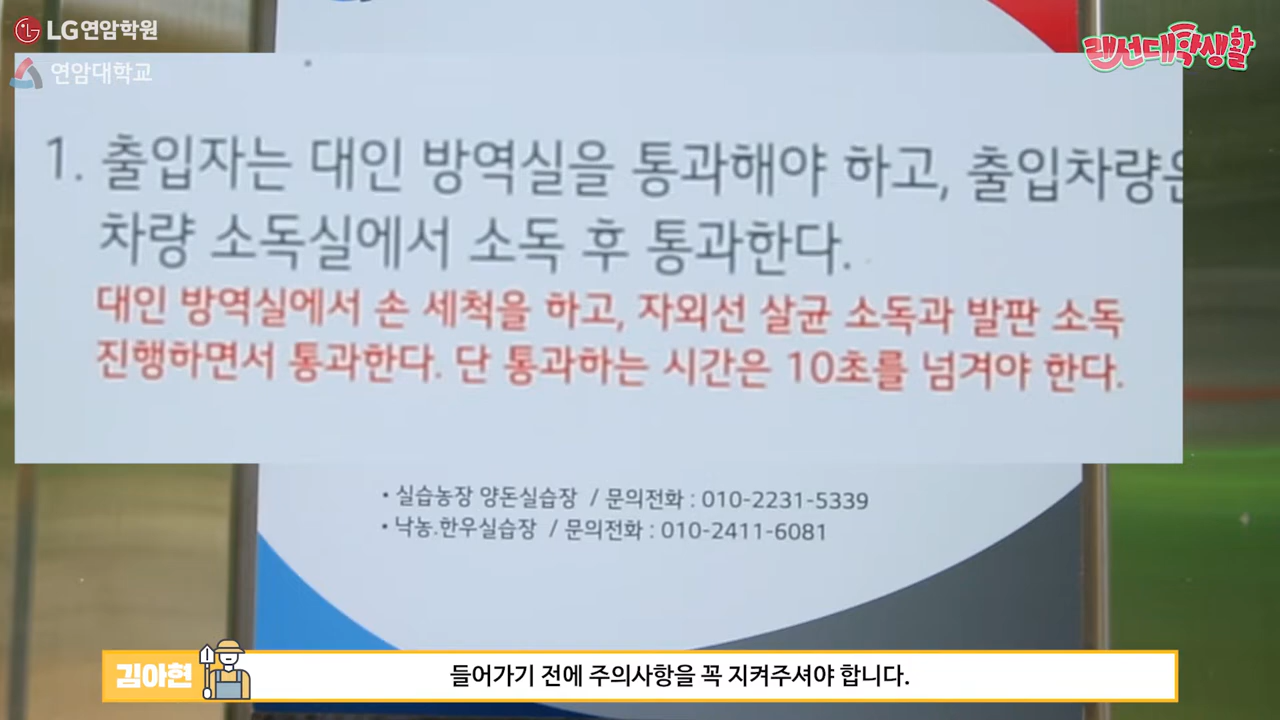 LG연암학원
연암대학교
랜선대학생활
1. 출입자는 대인 방역실을 통과해야 하고, 출입차량은
차량 소독실에서 소독 후 통과한다.
대인 방역실에서 손 세척을 하고, 자외선 살균 소독과 발판 소독
진행하면서 통과한다. 단 통과하는 시간은 10초를 넘겨야 한다.
• 실습농장 양돈실습장 / 문의전화 : 010-2231-5339
• 낙농.한우실습장 / 문의전화 : 010-2411-6081
김아현
들어가기 전에 주의사항을 꼭 지켜주셔야 합니다.